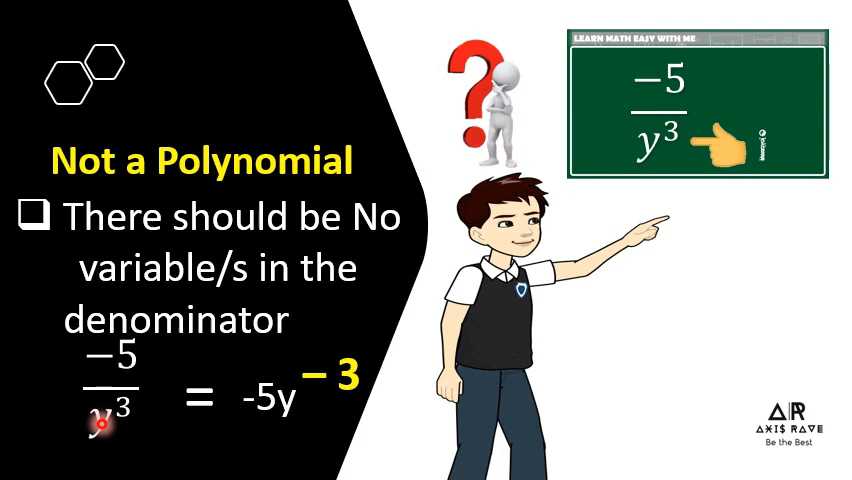 LEARN MATH EASY WITH ME
−5
y³
Not a Polynomial
❑ There should be No
variable/s in the
denominator
−5
y³
= -5y − 3
AR
AXI$ RAVE
Be the Best